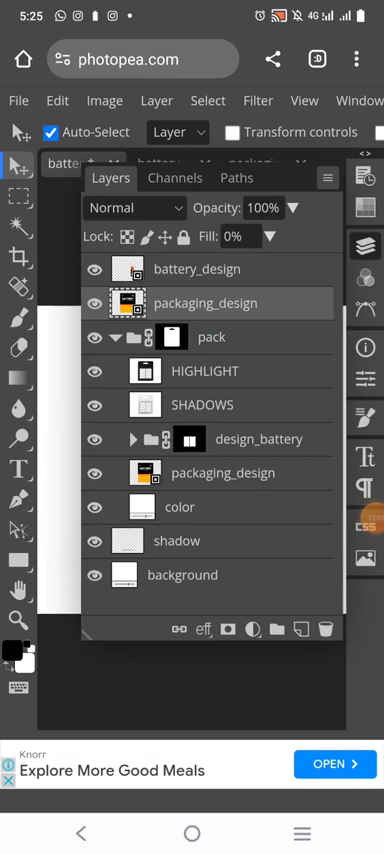 5:25
4G
photopea.com
:D
File Edit Image Layer Select Filter Window
Auto-Select Layer Transform controls
Layers Channels Paths
Normal Opacity: 100%
Lock: Fill: 0%
battery_design
packaging_design
pack
HIGHLIGHT
SHADOWS
design_battery
packaging_design
color
shadow
background
eff
CSS
Knorr
Explore More Good Meals
OPEN